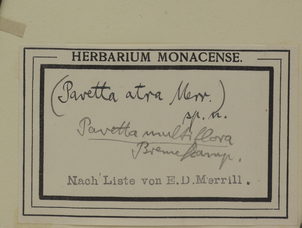 HERBARIUM MONACENSE.
(Pavetta atra Merr.)
sp. n.
Pavetta multiflora
Bremekamp.
Nach Liste von E.D.Merrill.